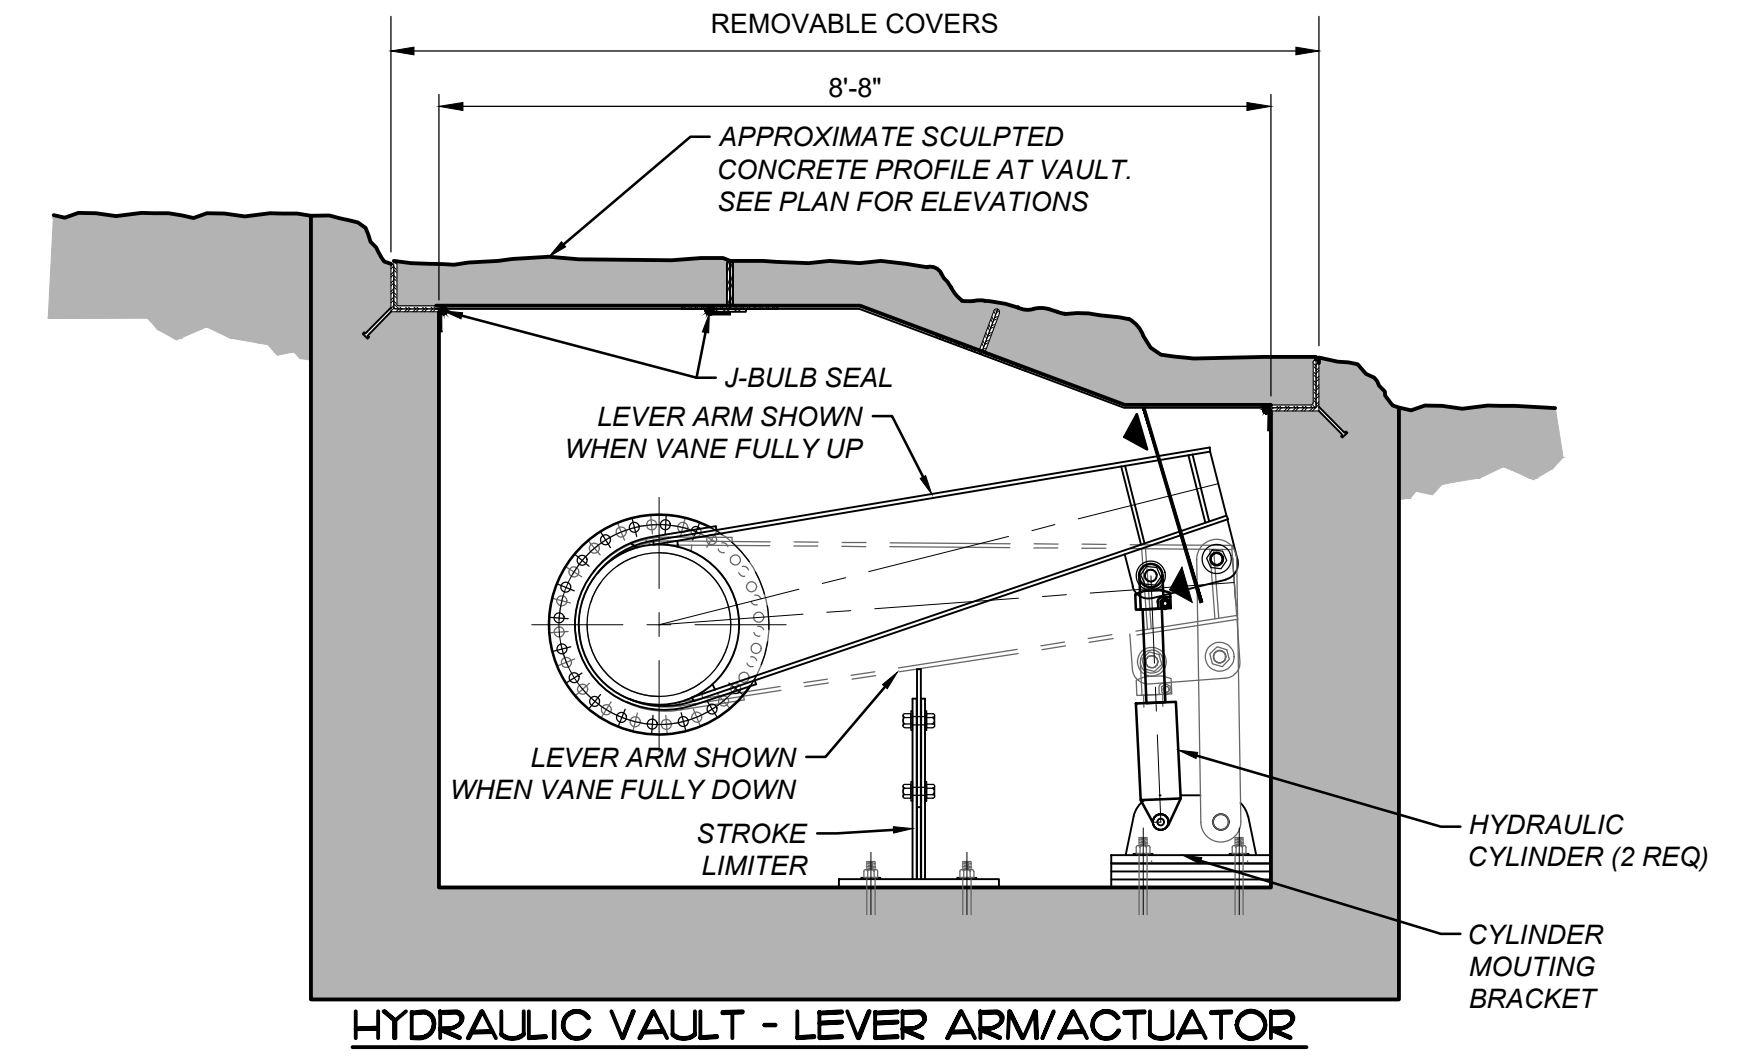 REMOVABLE COVERS
8'-8"
APPROXIMATE SCULPTED
CONCRETE PROFILE AT VAULT.
SEE PLAN FOR ELEVATIONS
J-BULB SEAL
LEVER ARM SHOWN
WHEN VANE FULLY UP
LEVER ARM SHOWN
WHEN VANE FULLY DOWN
STROKE
LIMITER
HYDRAULIC
CYLINDER (2 REQ)
CYLINDER
MOUTING
BRACKET
HYDRAULIC VAULT - LEVER ARM/ACTUATOR